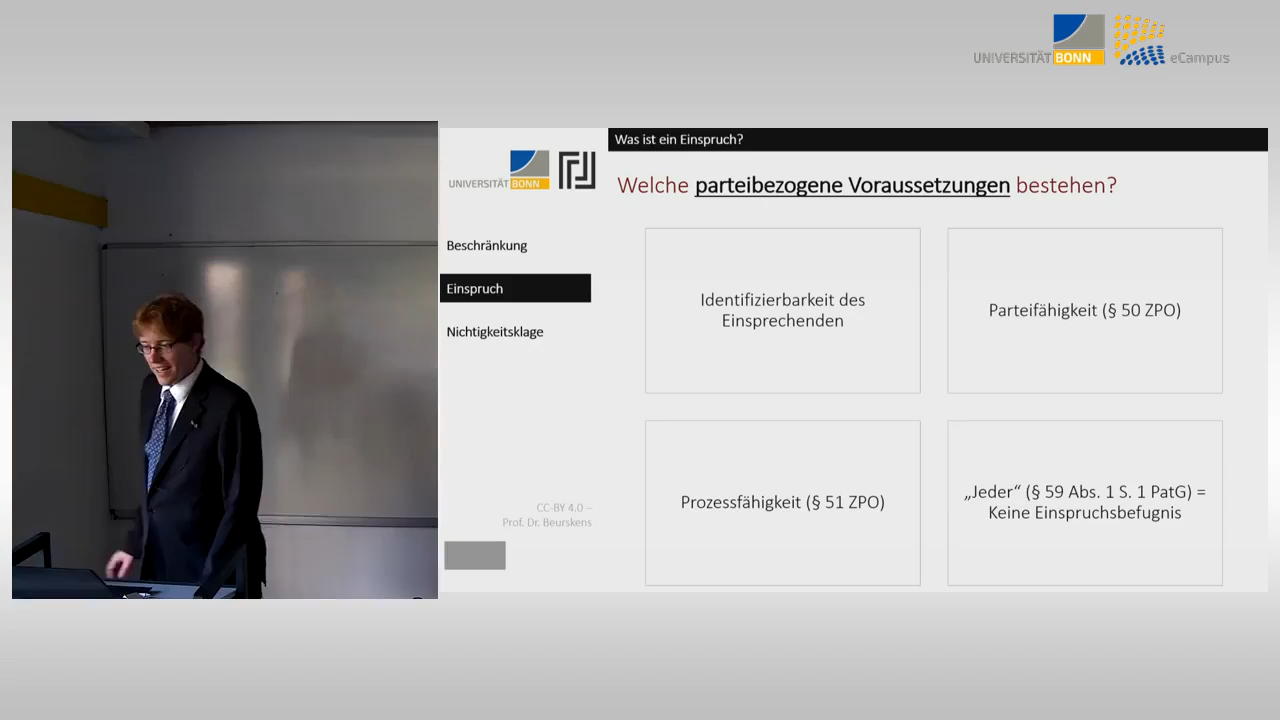 UNIVERSITÄT BONN eCampus
Was ist ein Einspruch?
UNIVERSITÄT BONN
Welche parteibezogene Voraussetzungen bestehen?
Beschränkung
Einspruch
Nichtigkeitsklage
Identifizierbarkeit des
Einsprechenden
Parteifähigkeit (§ 50 ZPO)
Prozessfähigkeit (§ 51 ZPO)
„Jeder“ (§ 59 Abs. 1 S. 1 PatG) =
Keine Einspruchsbefugnis
CC-BY 4.0 –
Prof. Dr. Beurskens